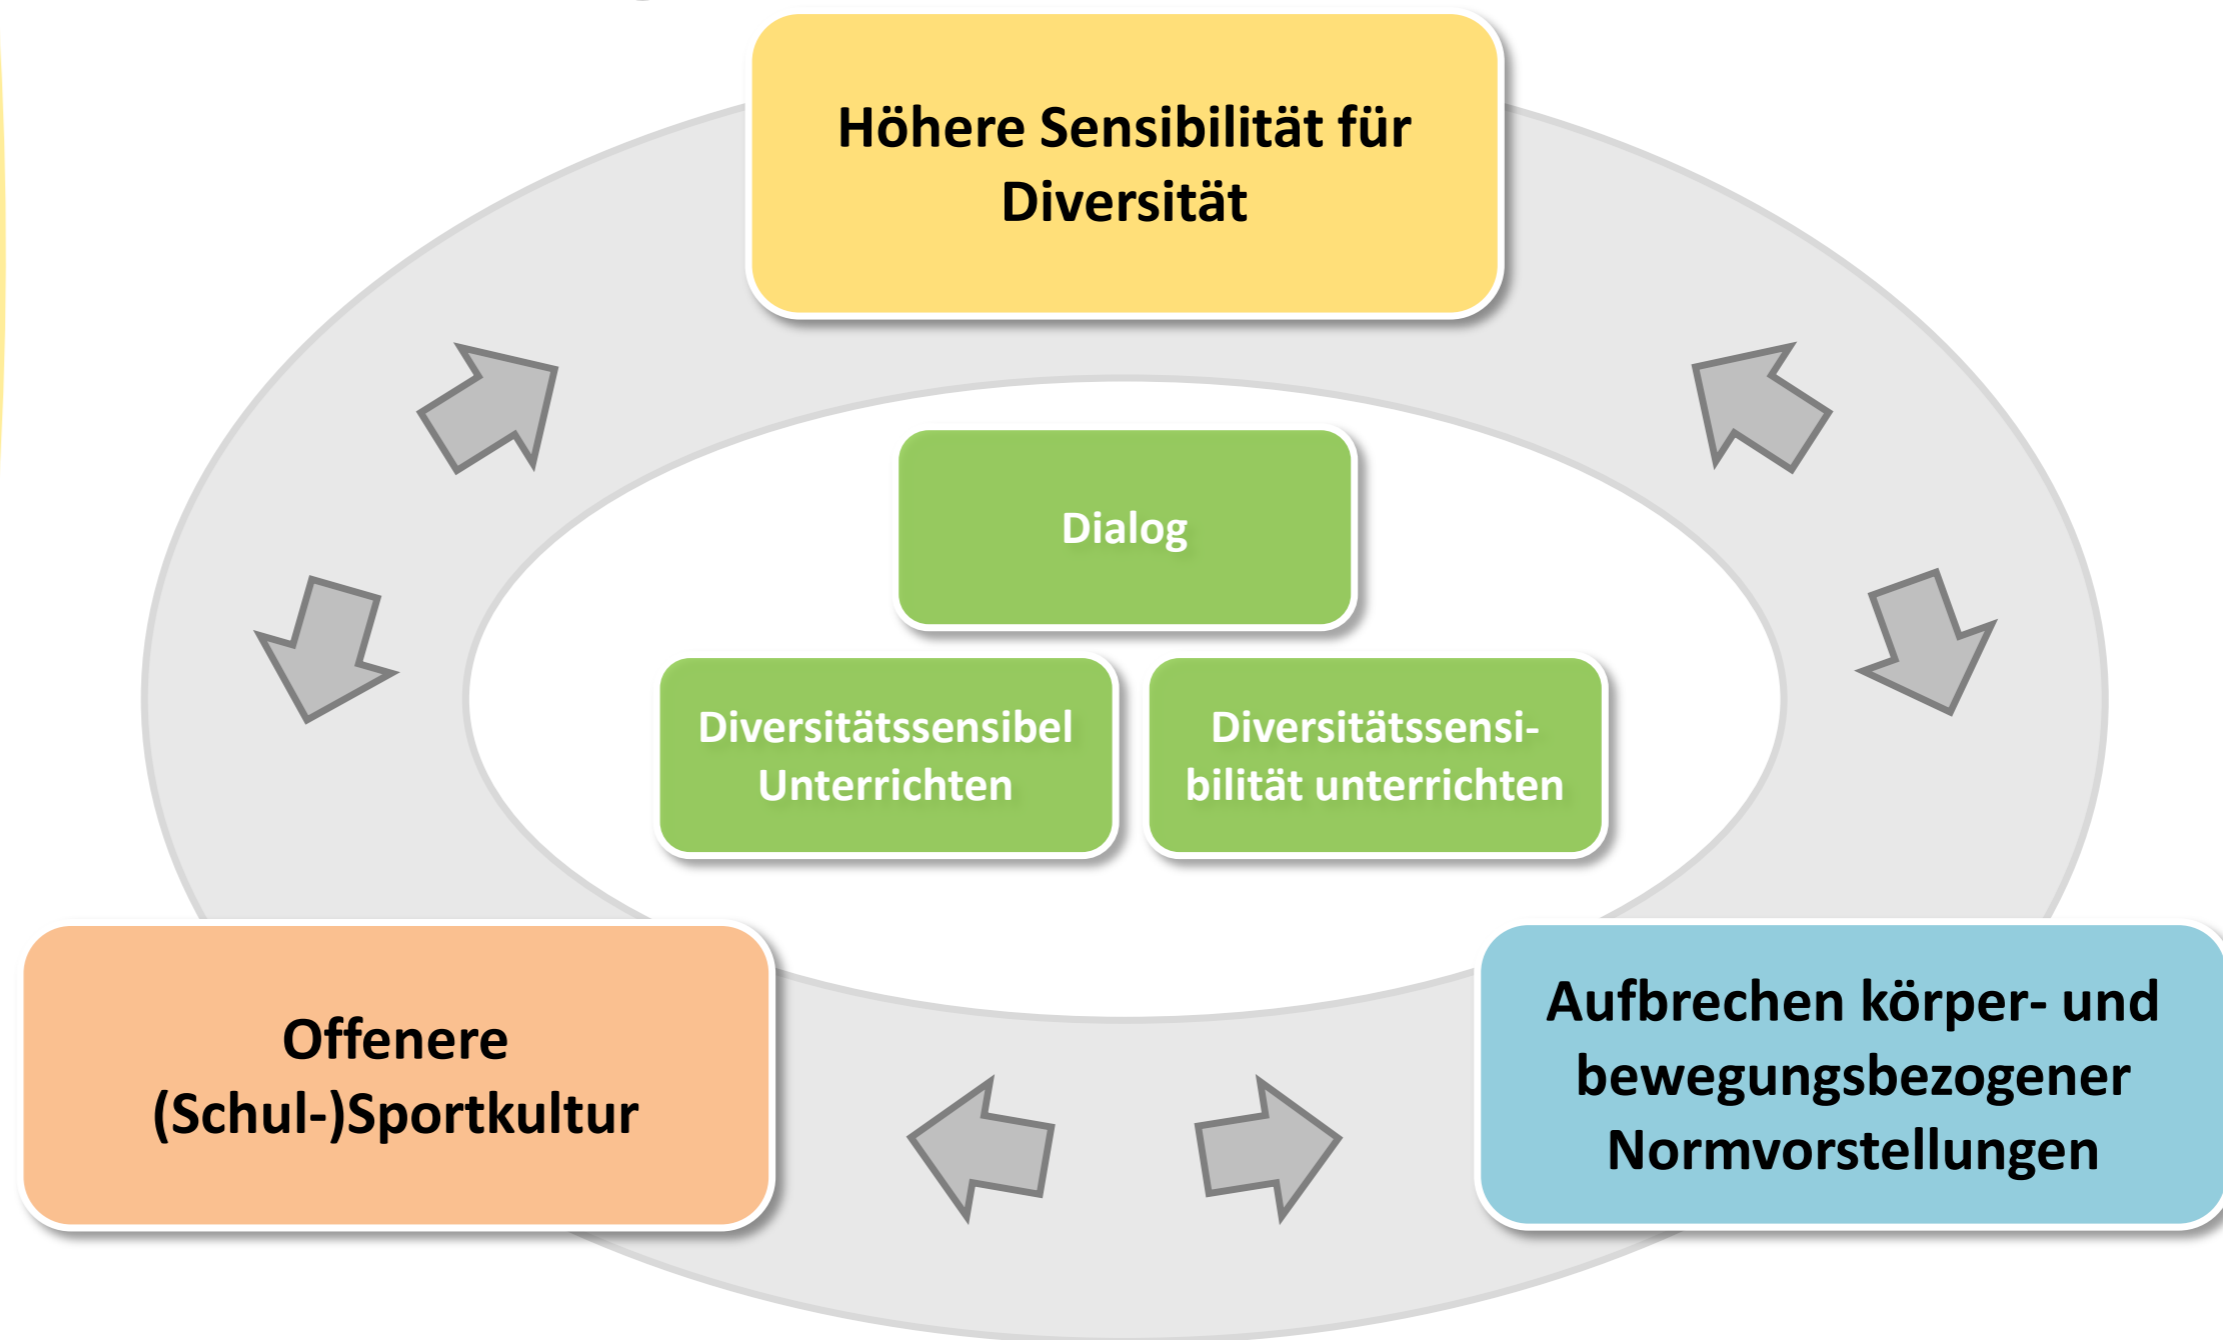 Höhere Sensibilität für
Diversität
Dialog
Diversitätssensibel
Unterrichten
Diversitätssensi-
bilität unterrichten
Offenere
(Schul-)Sportkultur
Aufbrechen körper- und
bewegungsbezogener
Normvorstellungen